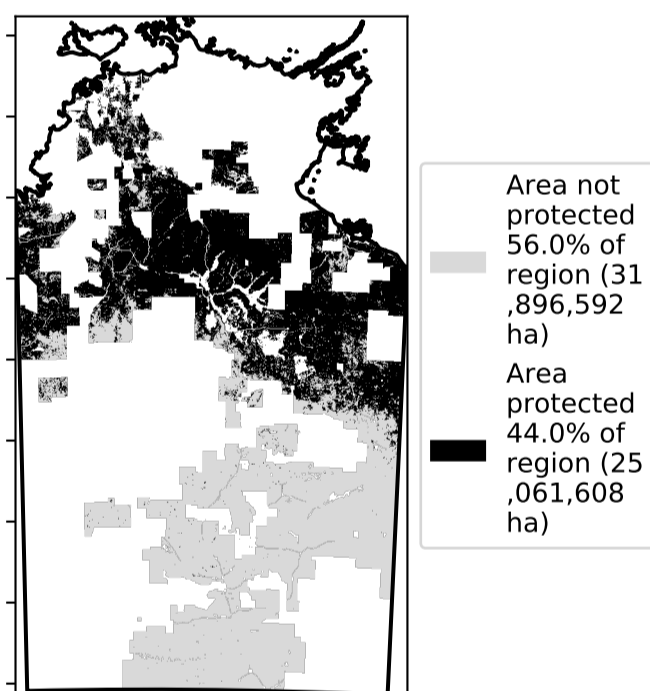 Area not
protected
56.0% of
region (31
,896,592
ha)
Area
protected
44.0% of
region (25
,061,608
ha)